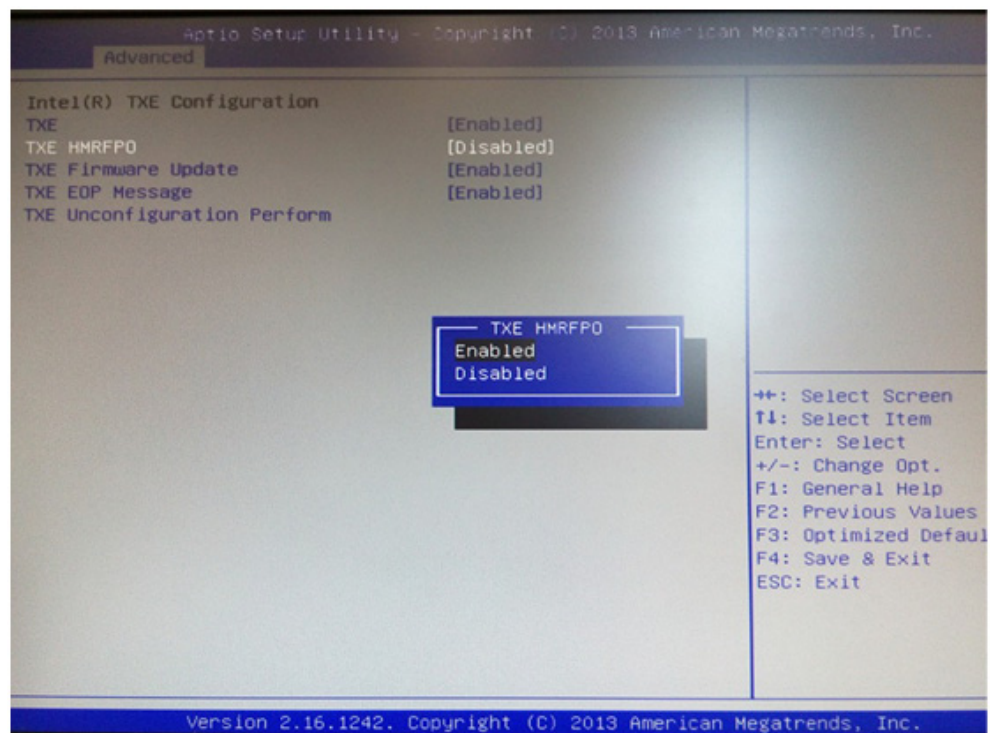 Aptio Setup Utility - Copyright (C) 2013 American Megatrends, Inc.
Advanced
Intel(R) TXE Configuration
TXE [Enabled]
TXE HMRFPO [Disabled]
TXE Firmware Update [Enabled]
TXE EOP Message [Enabled]
TXE Unconfiguration Perform
TXE HMRFPO
Enabled
Disabled
→←: Select Screen
↑↓: Select Item
Enter: Select
+/-: Change Opt.
F1: General Help
F2: Previous Values
F3: Optimized Defaul
F4: Save & Exit
ESC: Exit
Version 2.16.1242. Copyright (C) 2013 American Megatrends, Inc.